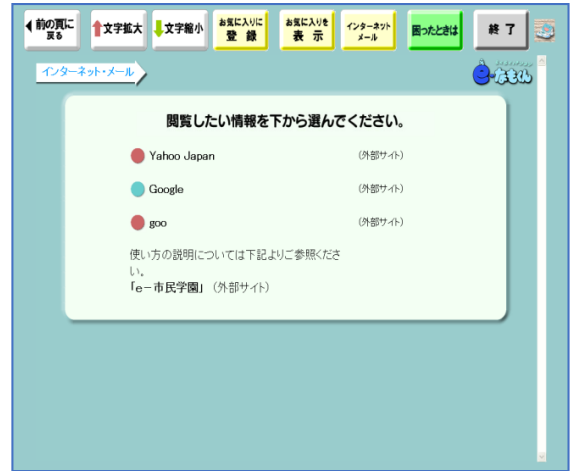 前の頁に
戻る
文字拡大
文字縮小
お気に入りに
登 録
お気に入りを
表 示
インターネット
メール
困ったときは
終 了
インターネット・メール
e-なもくん
閲覧したい情報を下から選んでください。
Yahoo Japan （外部サイト）
Google （外部サイト）
goo （外部サイト）
使い方の説明については下記よりご参照くださ
い。
「e－市民学園」（外部サイト）